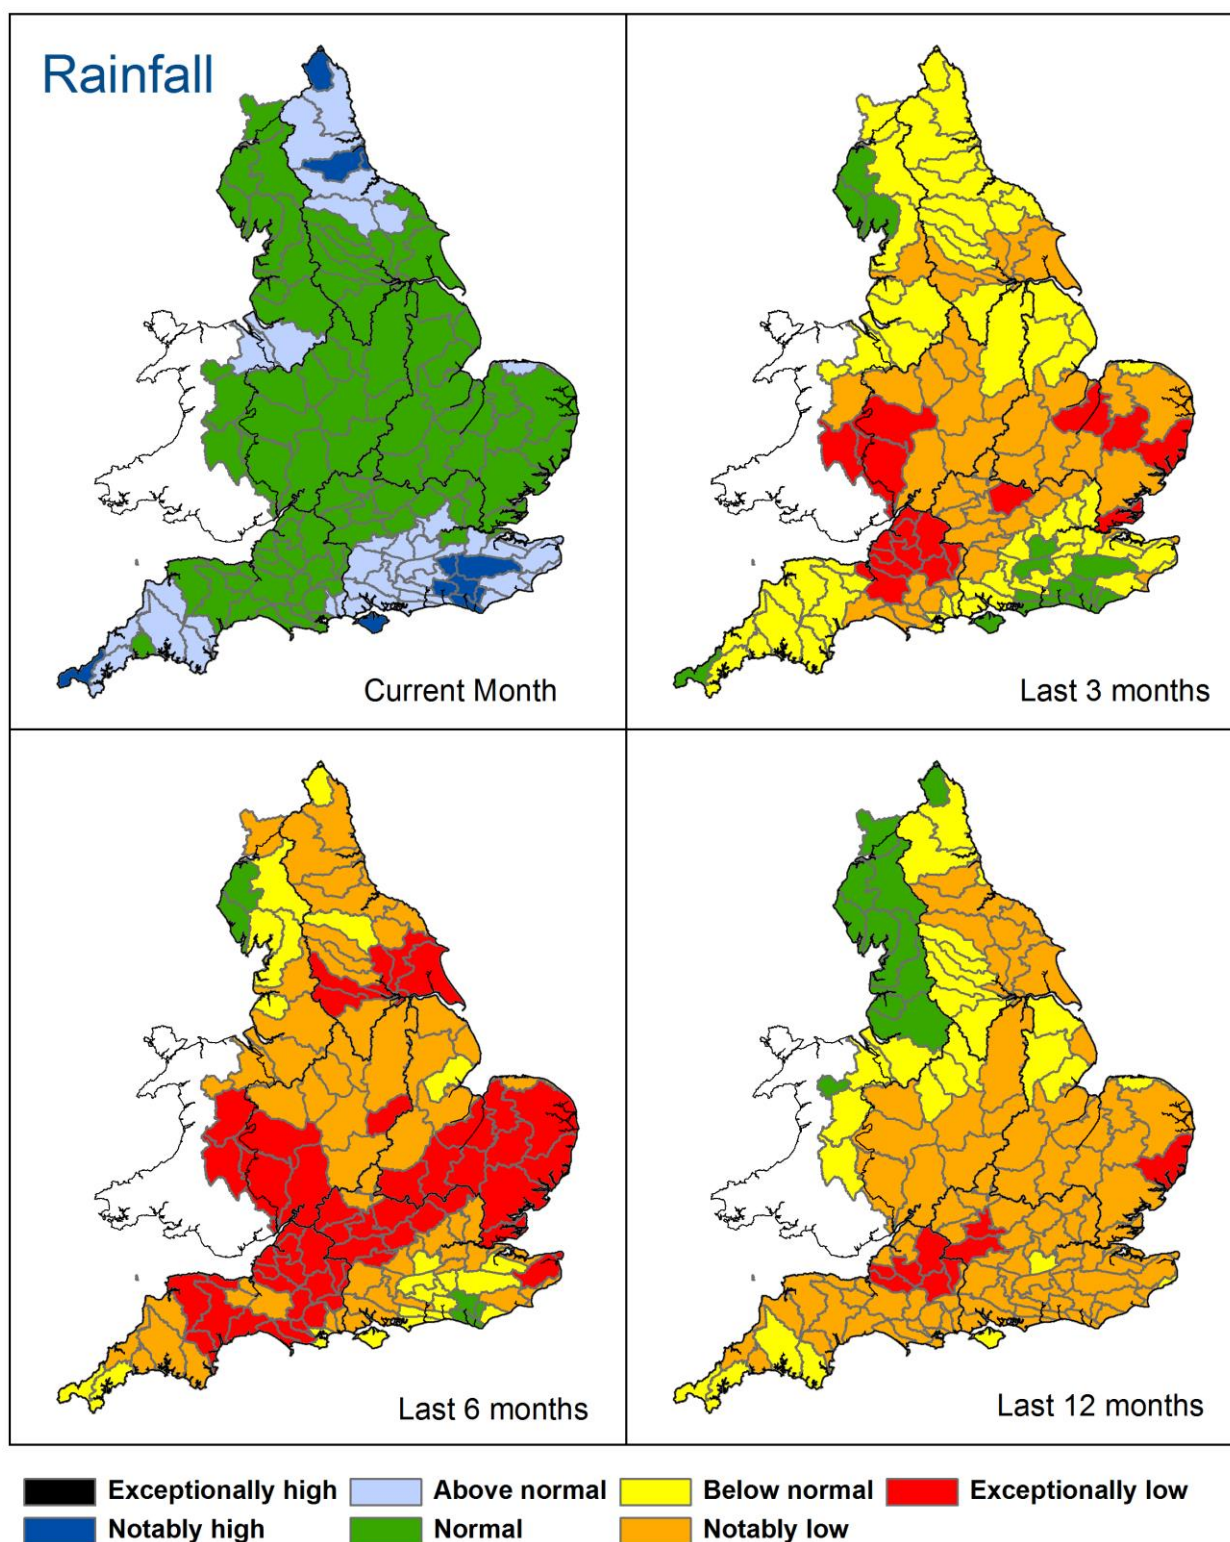 Rainfall
Current Month
Last 3 months
Last 6 months
Last 12 months
Exceptionally high
Above normal
Below normal
Exceptionally low
Notably high
Normal
Notably low